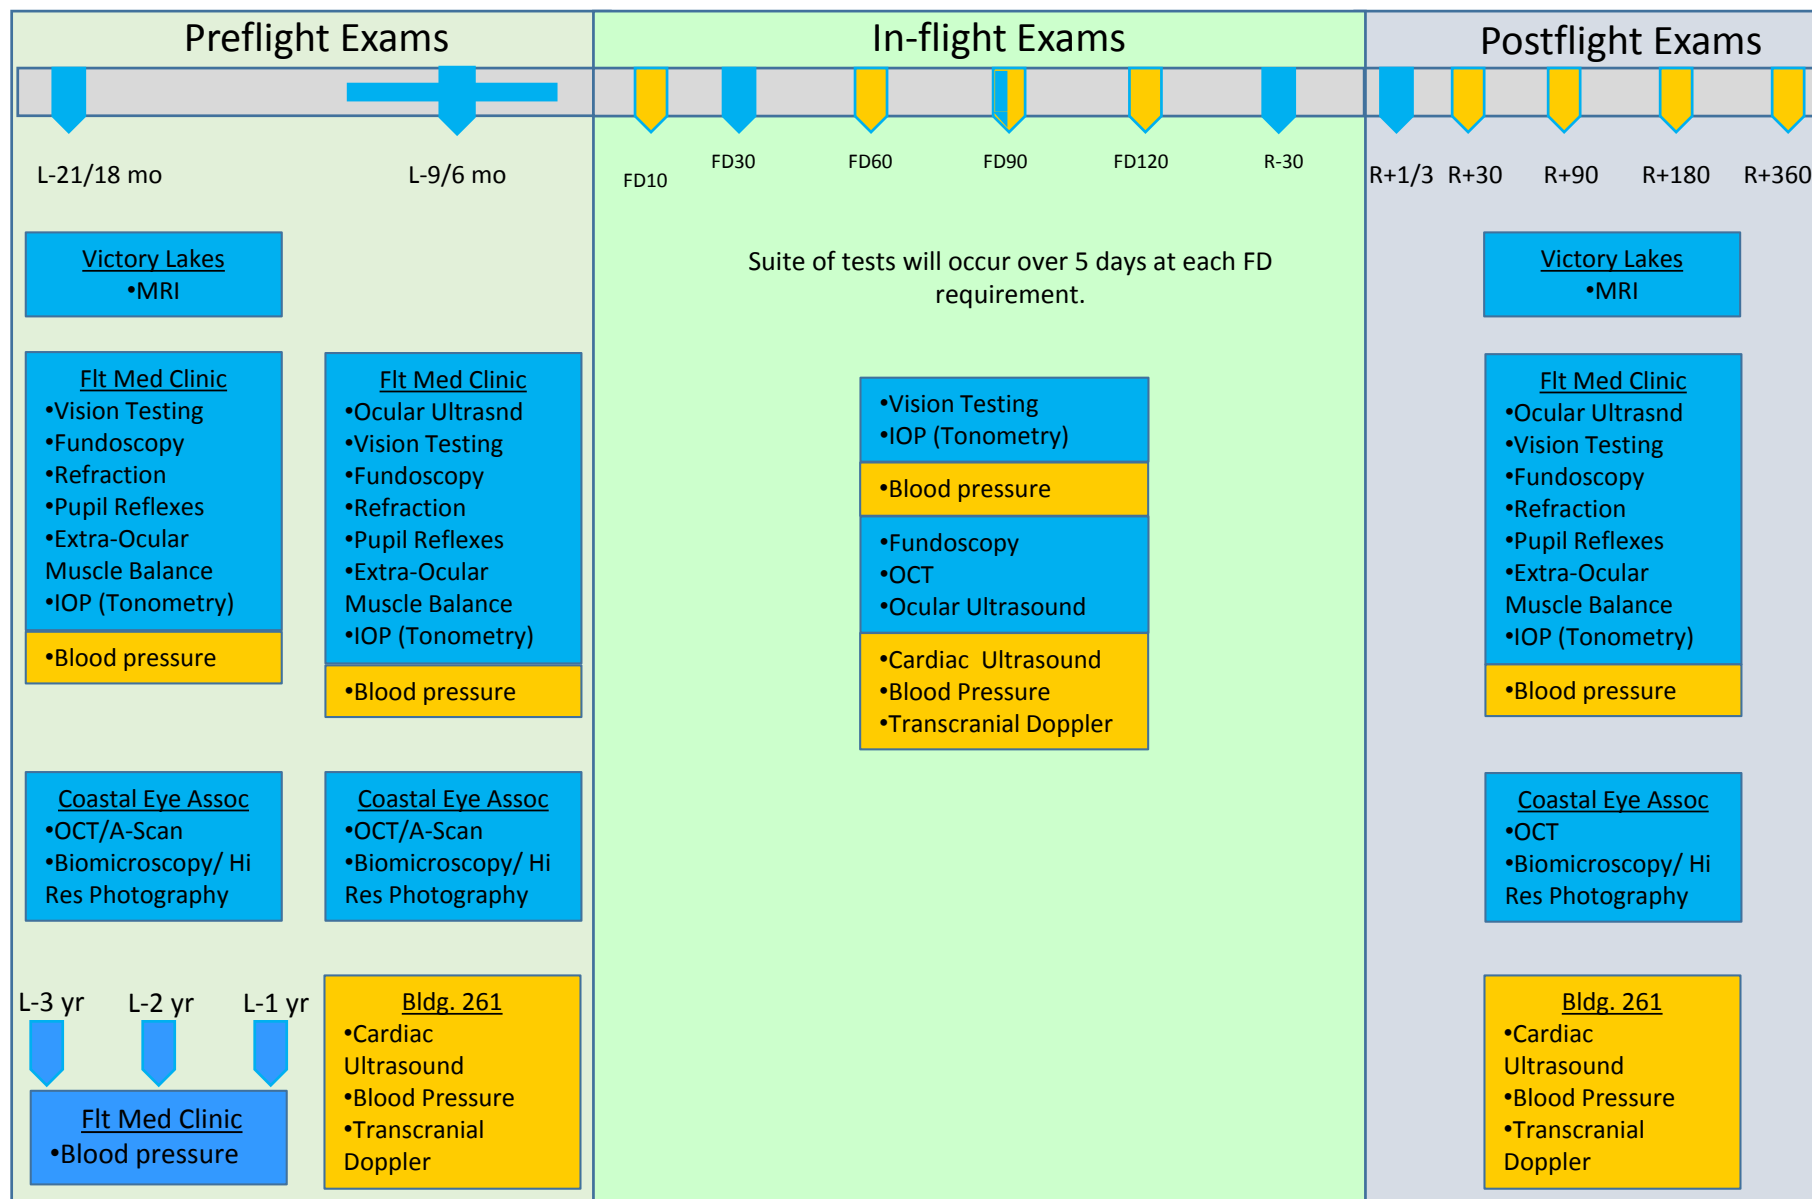 Preflight Exams
In-flight Exams
Postflight Exams
L-21/18 mo
L-9/6 mo
FD10
FD30
FD60
FD90
FD120
R-30
R+1/3
R+30
R+90
R+180
R+360
Victory Lakes
•MRI
Flt Med Clinic
•Vision Testing
•Fundoscopy
•Refraction
•Pupil Reflexes
•Extra-Ocular
Muscle Balance
•IOP (Tonometry)
•Blood pressure
Coastal Eye Assoc
•OCT/A-Scan
•Biomicroscopy/ Hi
Res Photography
L-3 yr
L-2 yr
L-1 yr
Flt Med Clinic
•Blood pressure
Flt Med Clinic
•Ocular Ultrasnd
•Vision Testing
•Fundoscopy
•Refraction
•Pupil Reflexes
•Extra-Ocular
Muscle Balance
•IOP (Tonometry)
•Blood pressure
Coastal Eye Assoc
•OCT/A-Scan
•Biomicroscopy/ Hi
Res Photography
Bldg. 261
•Cardiac
Ultrasound
•Blood Pressure
•Transcranial
Doppler
Suite of tests will occur over 5 days at each FD
requirement.
•Vision Testing
•IOP (Tonometry)
•Blood pressure
•Fundoscopy
•OCT
•Ocular Ultrasound
•Cardiac  Ultrasound
•Blood Pressure
•Transcranial Doppler
Victory Lakes
•MRI
Flt Med Clinic
•Ocular Ultrasnd
•Vision Testing
•Fundoscopy
•Refraction
•Pupil Reflexes
•Extra-Ocular
Muscle Balance
•IOP (Tonometry)
•Blood pressure
Coastal Eye Assoc
•OCT
•Biomicroscopy/ Hi
Res Photography
Bldg. 261
•Cardiac
Ultrasound
•Blood Pressure
•Transcranial
Doppler